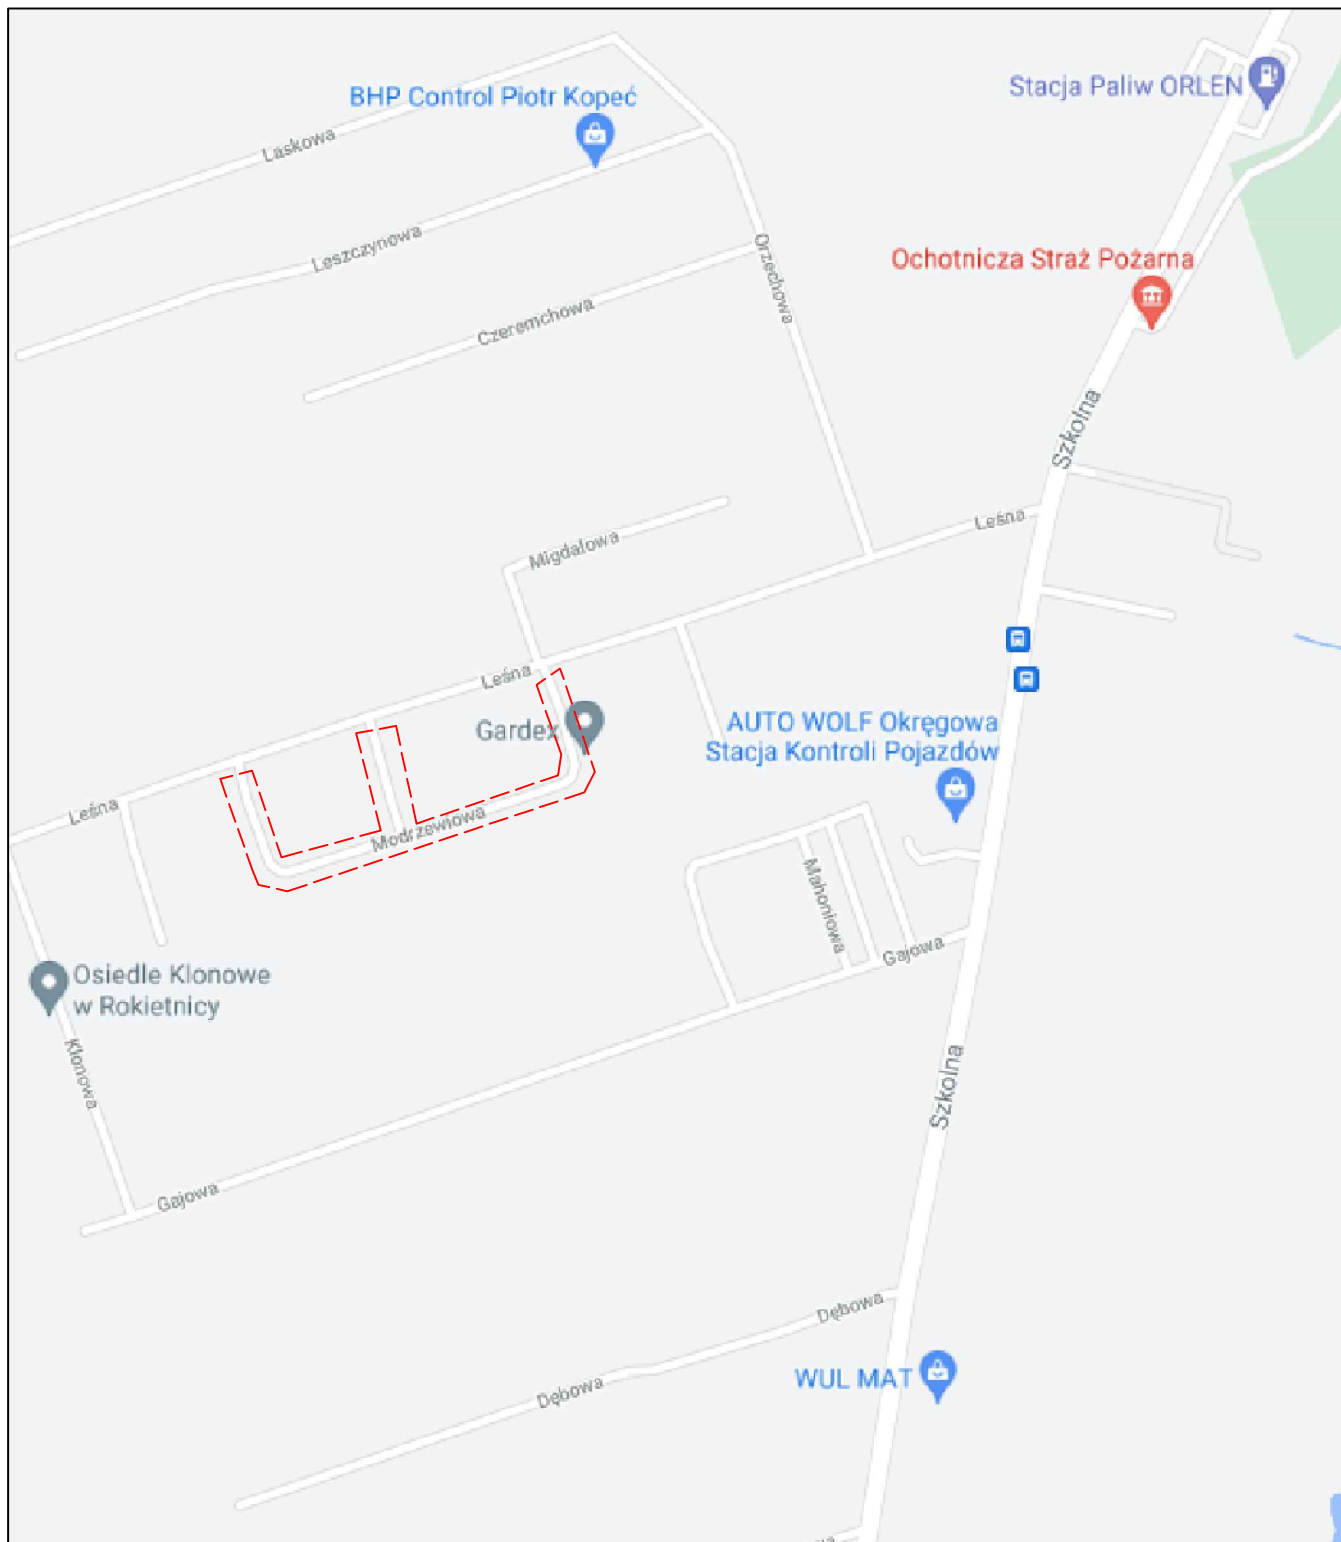 Stacja Paliw ORLEN
BHP Control Piotr Kopeć
Laskowa
Leszczynowa
Orzechowa
Ochotnicza Straż Pożarna
Czeremchowa
Szkolna
Leśna
Migdałowa
Leśna
Gardex
AUTO WOLF Okręgowa
Stacja Kontroli Pojazdów
Leśna
Modrzewiowa
Mahoniowa
Gajowa
Osiedle Klonowe
w Rokietnicy
Klonowa
Szkolna
Gajowa
Dębowa
WUL MAT
Dębowa